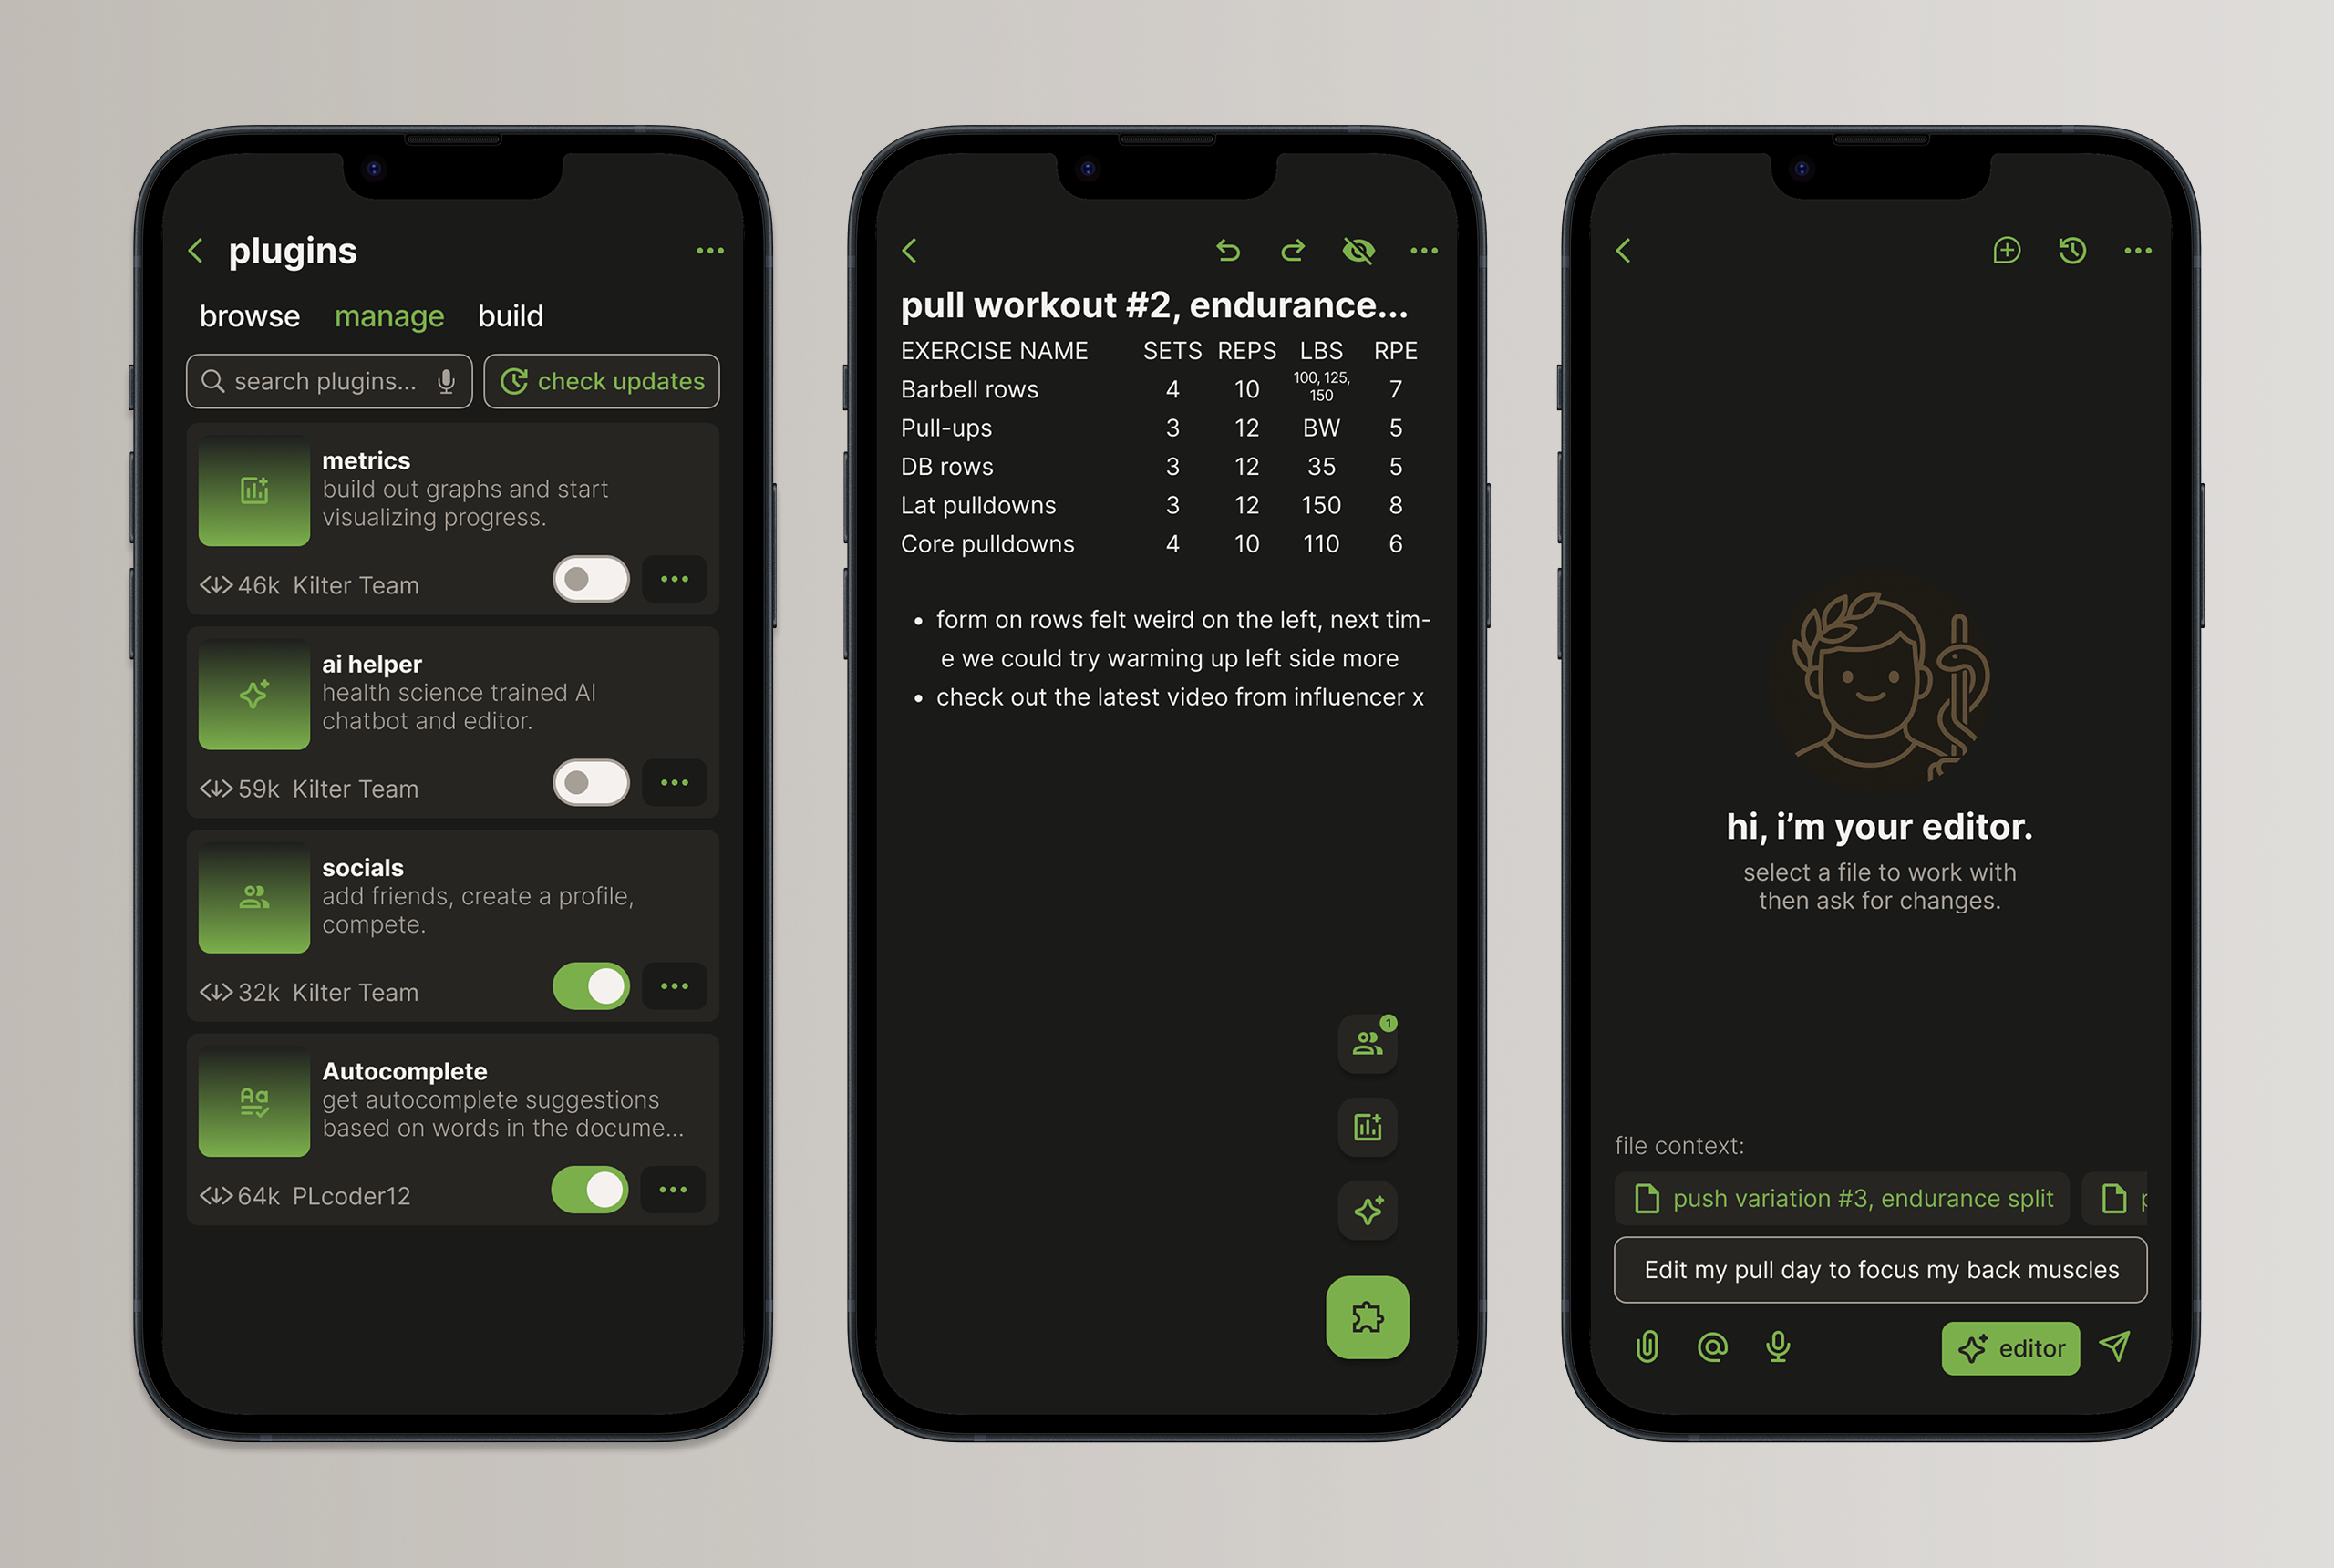 plugins
browse manage build
search plugins... check updates
metrics
build out graphs and start
visualizing progress.
46k Kilter Team
ai helper
health science trained AI
chatbot and editor.
59k Kilter Team
socials
add friends, create a profile,
compete.
32k Kilter Team
Autocomplete
get autocomplete suggestions
based on words in the docume...
64k PLcoder12
pull workout #2, endurance...
EXERCISE NAME SETS REPS LBS RPE
Barbell rows 4 10 100, 125, 150 7
Pull-ups 3 12 BW 5
DB rows 3 12 35 5
Lat pulldowns 3 12 150 8
Core pulldowns 4 10 110 6
• form on rows felt weird on the left, next tim-
e we could try warming up left side more
• check out the latest video from influencer x
1
hi, i’m your editor.
select a file to work with
then ask for changes.
file context:
push variation #3, endurance split
Edit my pull day to focus my back muscles
editor